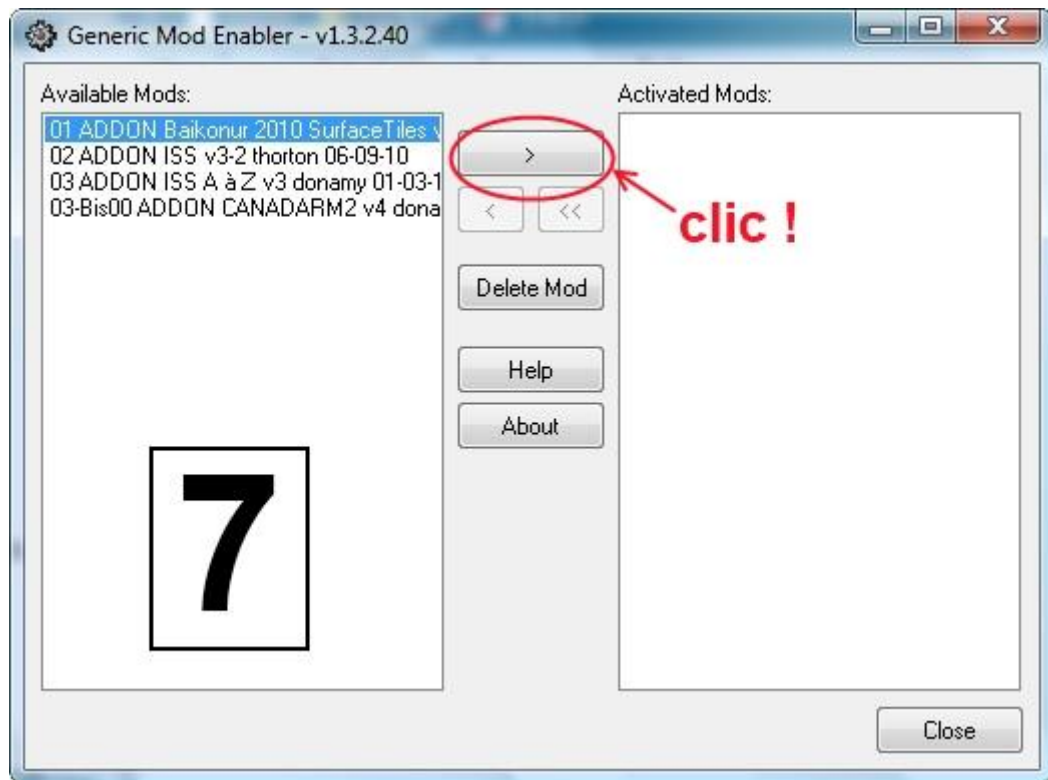 Generic Mod Enabler - v1.3.2.40
Available Mods:
01 ADDON Baikonur 2010 SurfaceTiles
02 ADDON ISS v3-2 thorton 06-09-10
03 ADDON ISS A à Z v3 donamy 01-03-1
03-Bis00 ADDON CANADARM2 v4 dona
>
<
<<
Delete Mod
Help
About
Activated Mods:
clic !
7
Close